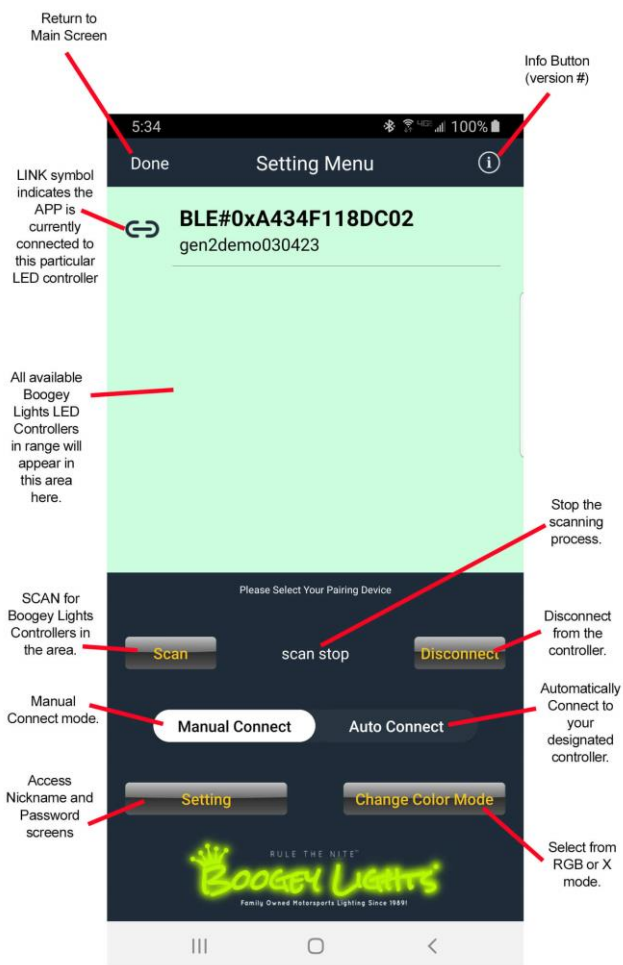 Return to
Main Screen
Info Button
(version #)
5:34
100%
Done
Setting Menu
LINK symbol
indicates the
APP is
currently
connected to
this particular
LED controller
BLE#0xA434F118DC02
gen2demo030423
All available
Boogey
Lights LED
Controllers
in range will
appear in
this area
here.
Stop the
scanning
process.
Please Select Your Pairing Device
SCAN for
Boogey Lights
Controllers in
the area.
Scan
scan stop
Disconnect
Disconnect
from the
controller.
Manual
Connect mode.
Manual Connect
Auto Connect
Automatically
Connect to
your
designated
controller.
Access
Nickname and
Password
screens
Setting
Change Color Mode
Select from
RGB or X
mode.
RULE THE NITE™
BOOGEY LIGHTS
Family Owned Motorsports Lighting Since 1989!